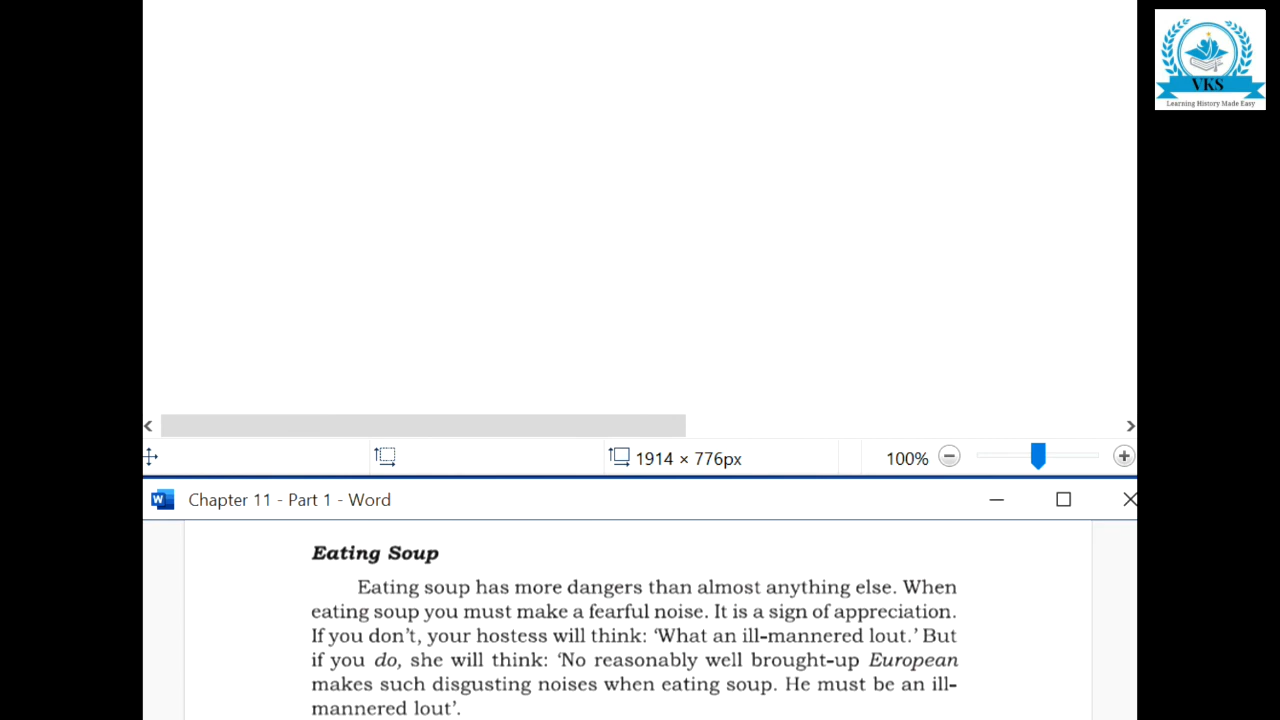 VKS
Learning History Made Easy
1914 × 776px
100%
Chapter 11 - Part 1 - Word
Eating Soup
Eating soup has more dangers than almost anything else. When
eating soup you must make a fearful noise. It is a sign of appreciation.
If you don't, your hostess will think: ‘What an ill-mannered lout.’ But
if you do, she will think: ‘No reasonably well brought-up European
makes such disgusting noises when eating soup. He must be an ill-
mannered lout’.